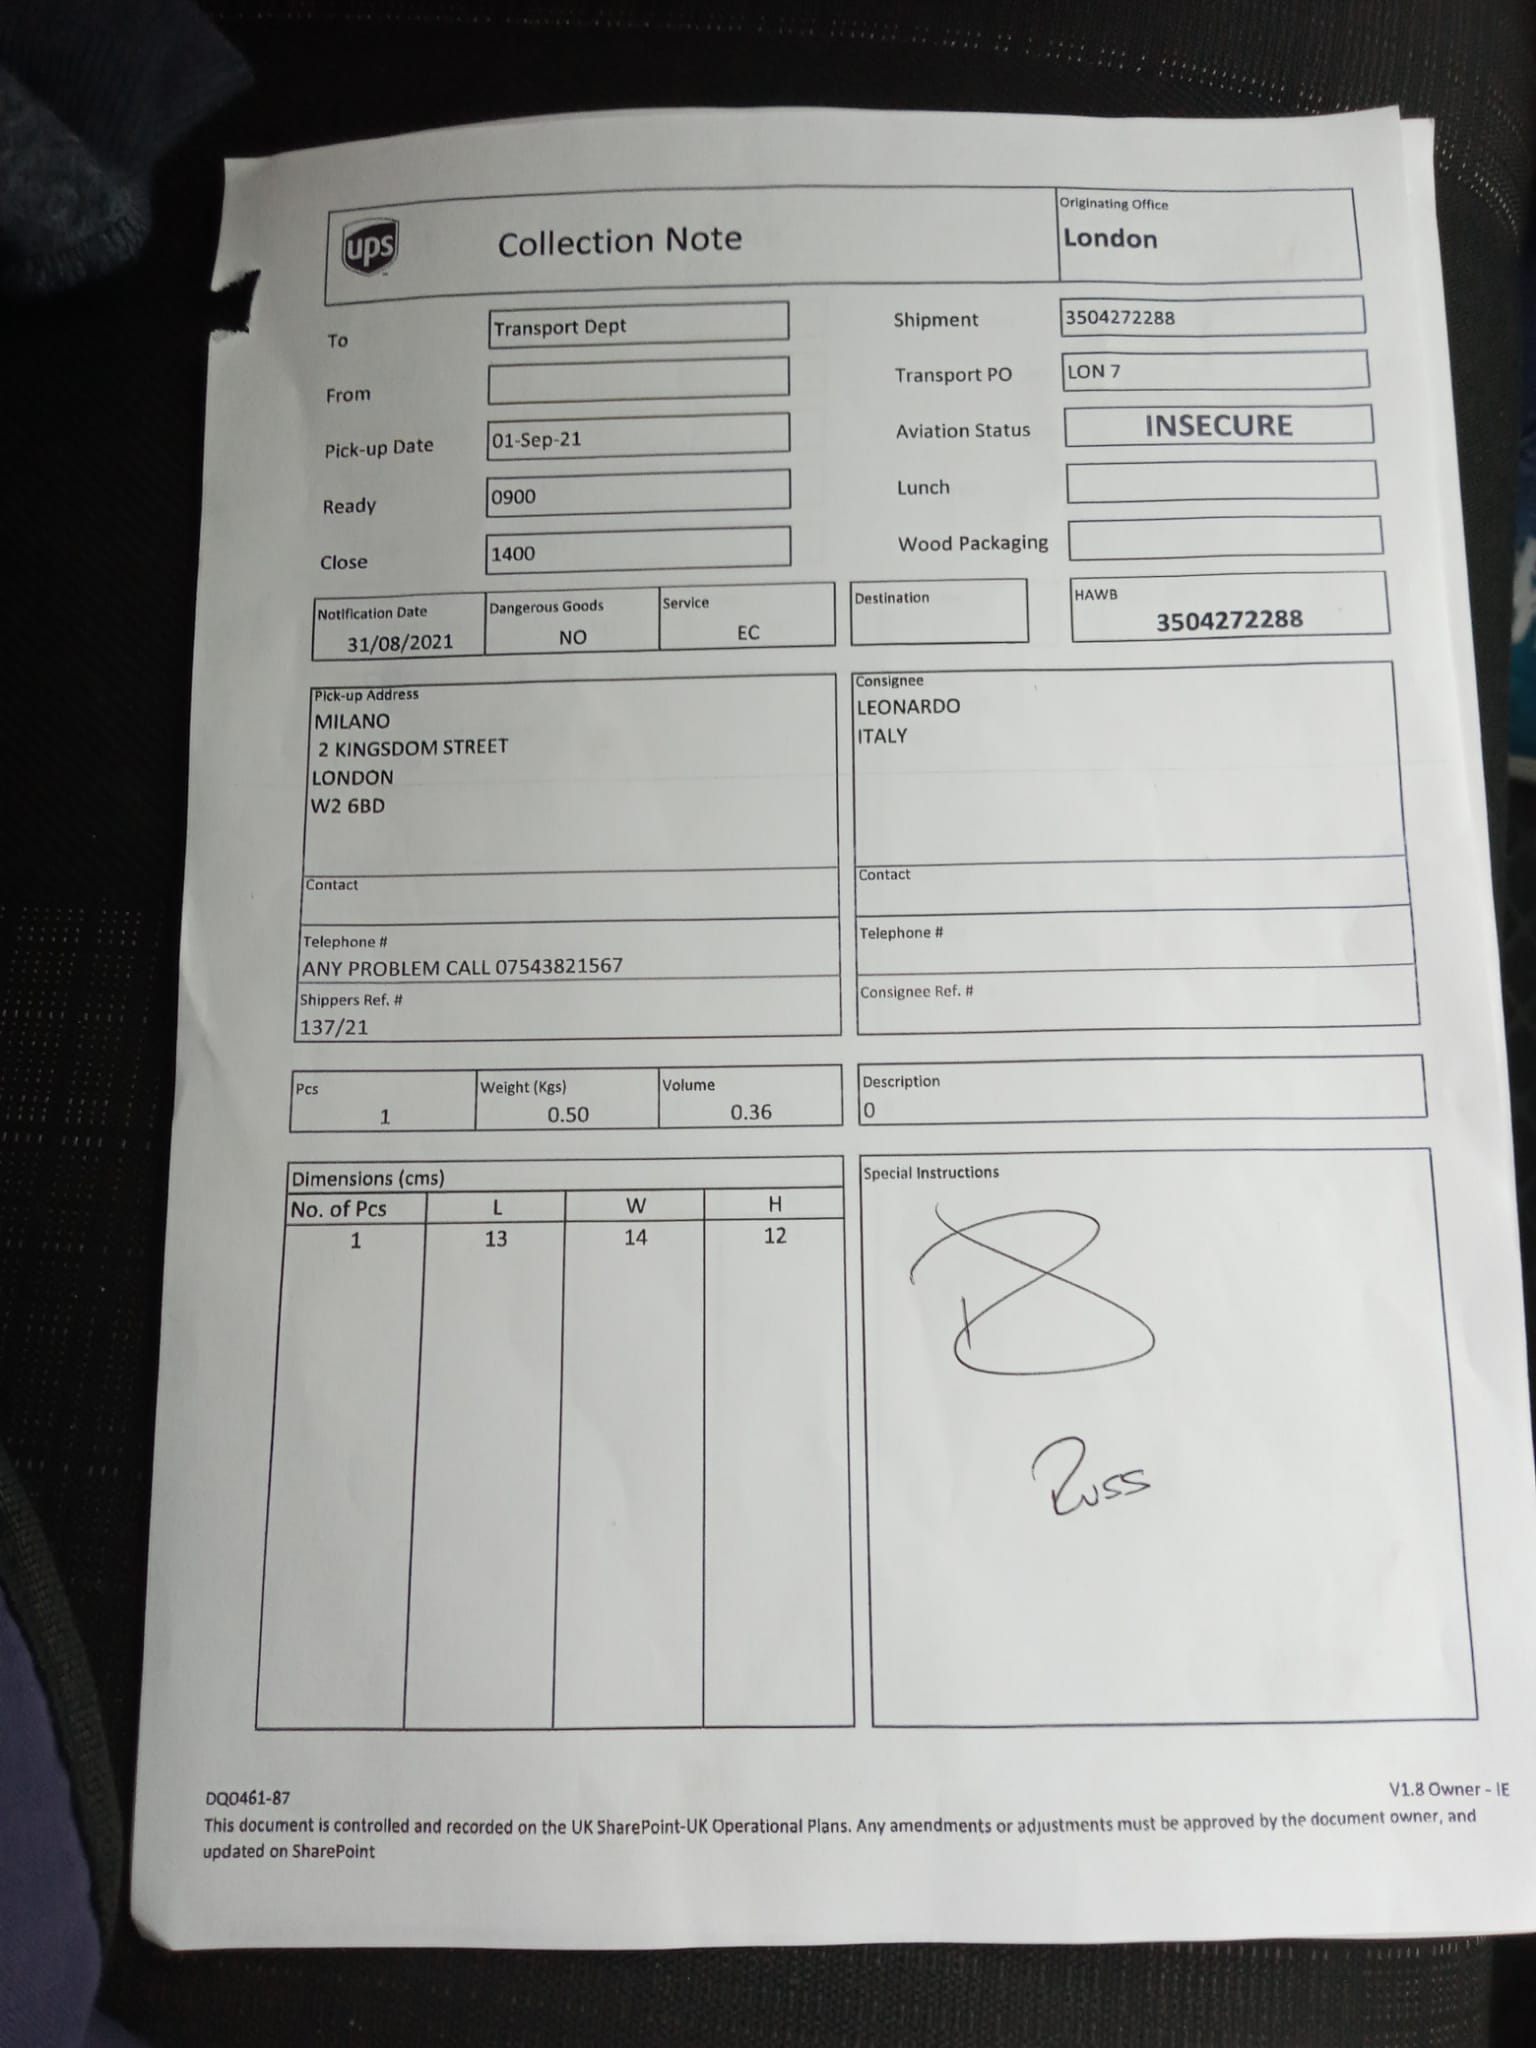 ups
Collection Note
Originating Office
London
To
Transport Dept
Shipment
3504272288
From
Transport PO
LON 7
Pick-up Date
01-Sep-21
Aviation Status
INSECURE
Ready
0900
Lunch
Close
1400
Wood Packaging
Notification Date
31/08/2021
Dangerous Goods
NO
Service
EC
Destination
HAWB
3504272288
Pick-up Address
MILANO
2 KINGSDOM STREET
LONDON
W2 6BD
Contact
Telephone #
ANY PROBLEM CALL 07543821567
Shippers Ref. #
137/21
Consignee
LEONARDO
ITALY
Contact
Telephone #
Consignee Ref. #
Pcs
1
Weight (Kgs)
0.50
Volume
0.36
Description
0
Dimensions (cms)
No. of Pcs L W H
1 13 14 12
Special Instructions
Russ
DQ0461-87
V1.8 Owner - IE
This document is controlled and recorded on the UK SharePoint-UK Operational Plans. Any amendments or adjustments must be approved by the document owner, and
updated on SharePoint